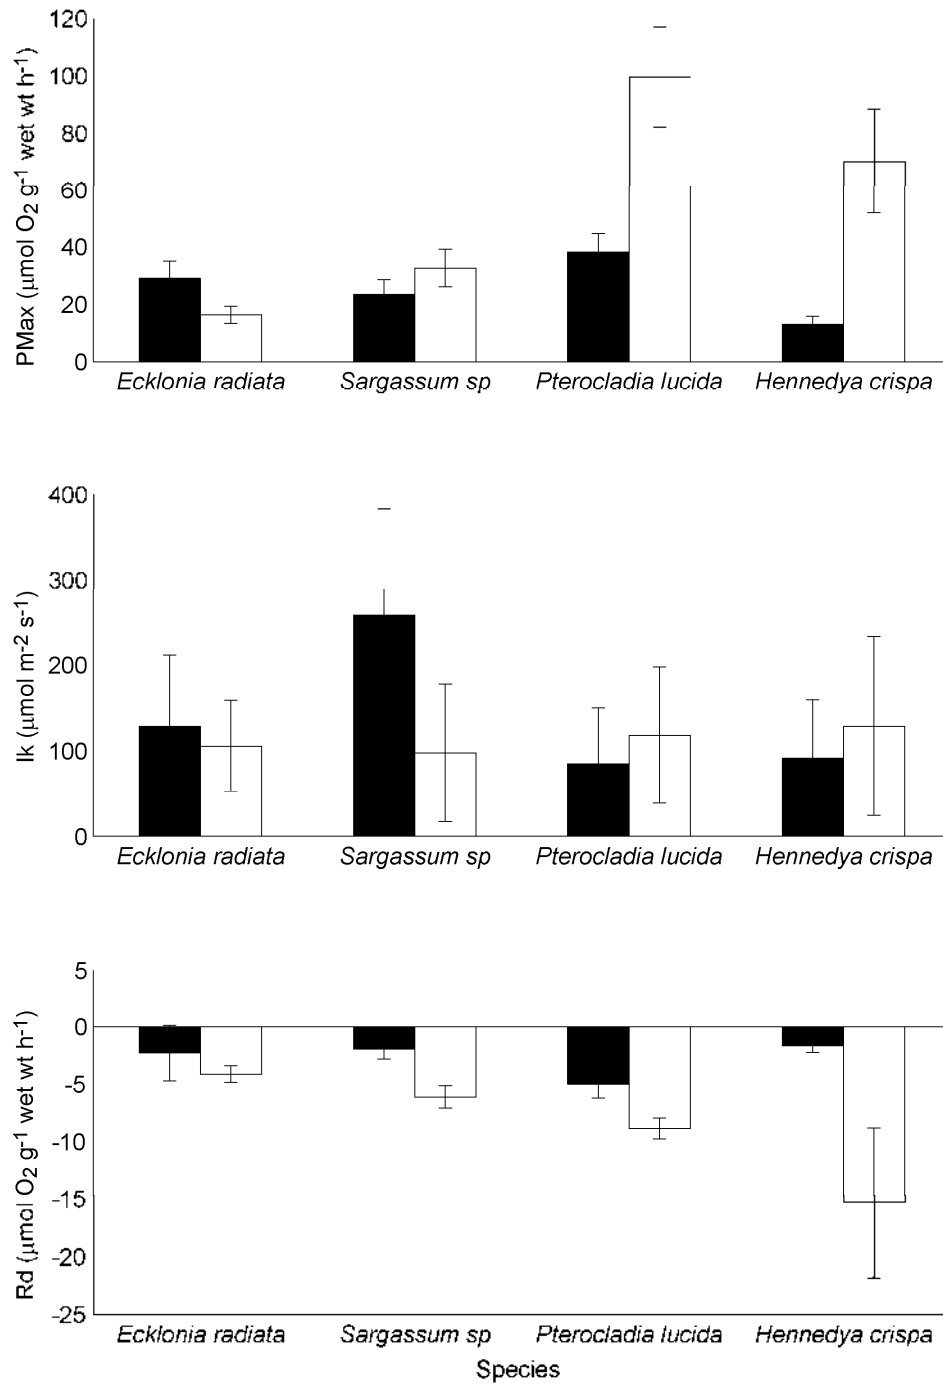 PMax (µmol O2 g-1 wet wt h-1)
120
100
80
60
40
20
0
Ecklonia radiata Sargassum sp Pterocladia lucida Hennedya crispa
Ik (µmol m-2 s-1)
400
300
200
100
0
Ecklonia radiata Sargassum sp Pterocladia lucida Hennedya crispa
Rd (µmol O2 g-1 wet wt h-1)
5
0
-5
-10
-15
-20
-25
Ecklonia radiata Sargassum sp Pterocladia lucida Hennedya crispa
Species